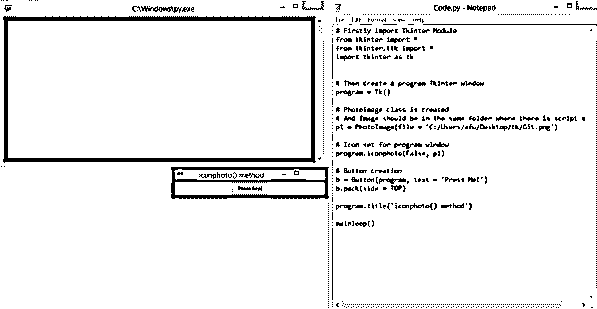 C:\Windows\py.exe
iconphoto() method
Press Me!
Code.py - Notepad
File Edit Format View Help
# Firstly Import Tkinter Module
from tkinter import *
from tkinter.ttk import *
import tkinter as tk
# Then Create a program Tkinter window
program = Tk()
# PhotoImage class is created
# And Image should be in the same folder where there is script s
p1 = PhotoImage(file = 'C:/Users/afu/Desktop/tk/Git.png')
# Icon set for program window
program.iconphoto(False, p1)
# Button creation
b = Button(program, text = 'Press Me!')
b.pack(side = TOP)
program.title('iconphoto() method')
mainloop()